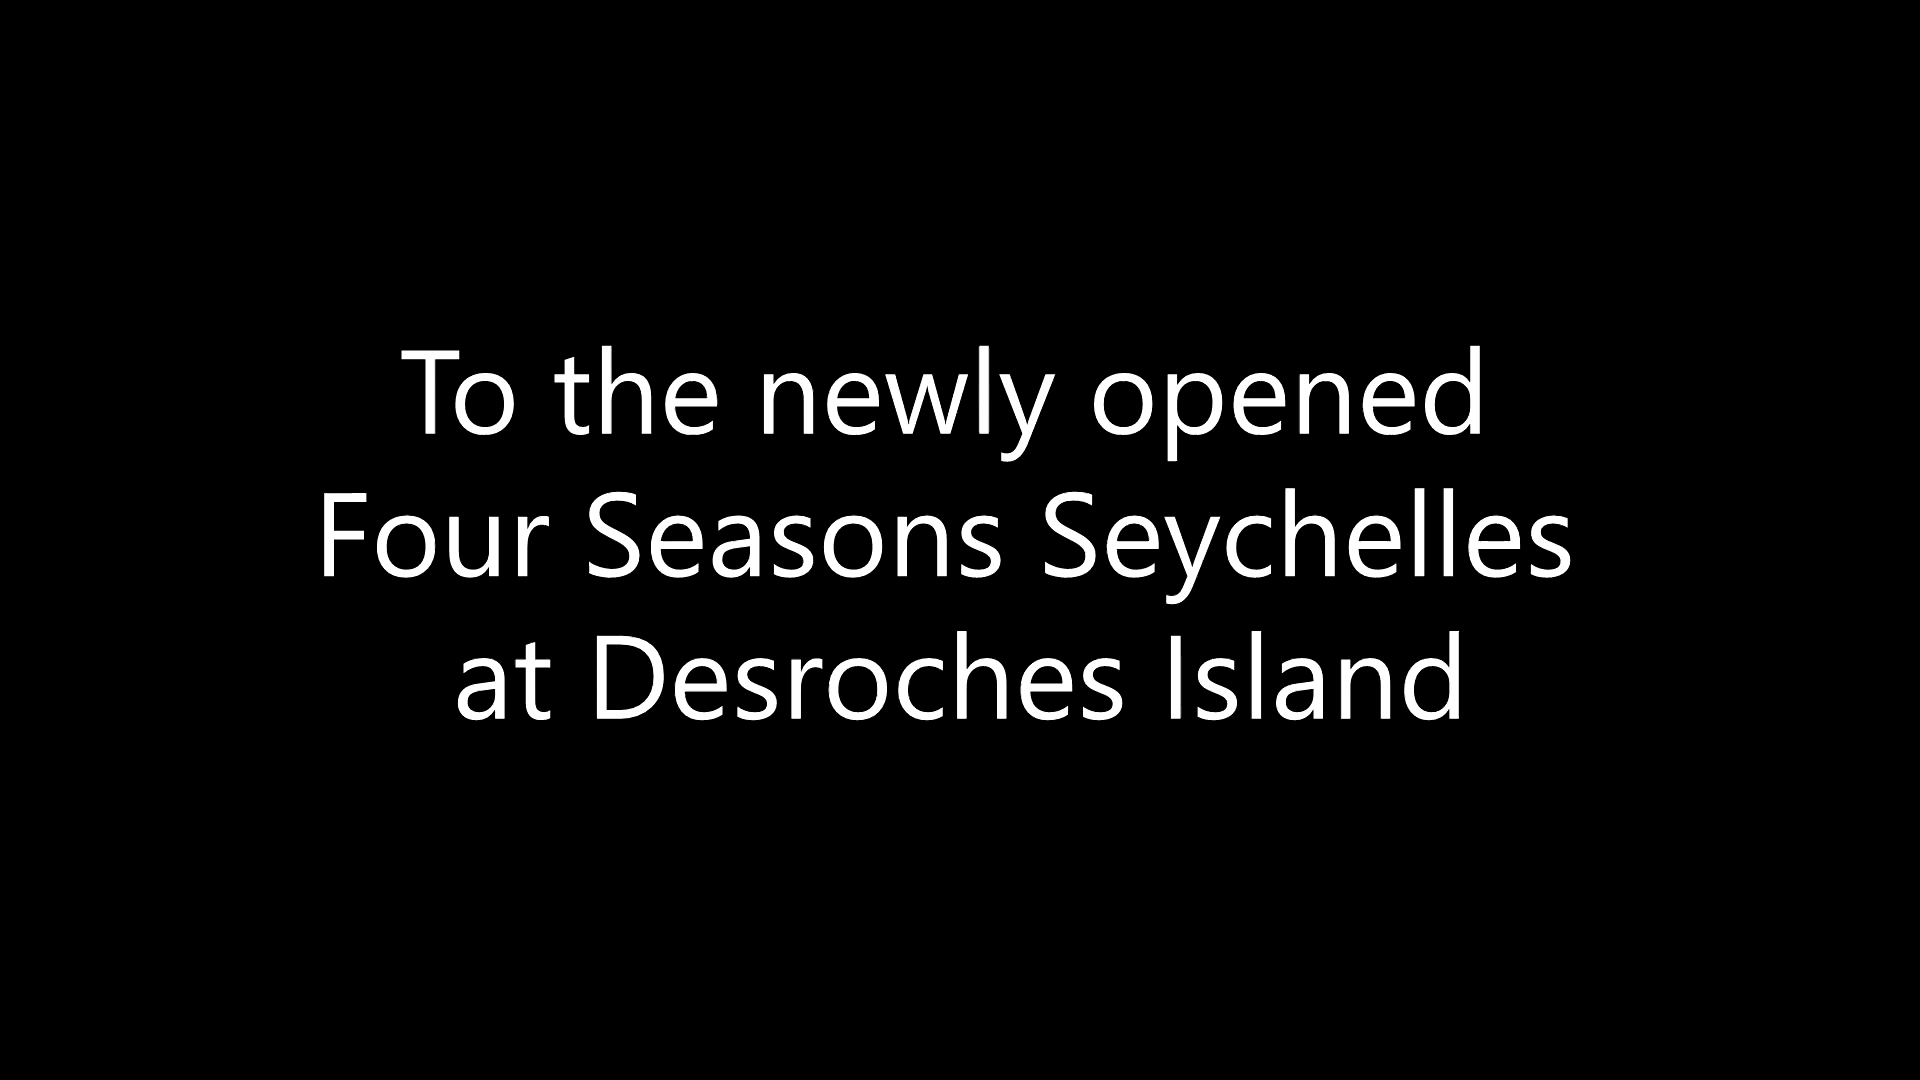 To the newly opened
Four Seasons Seychelles
at Desroches Island